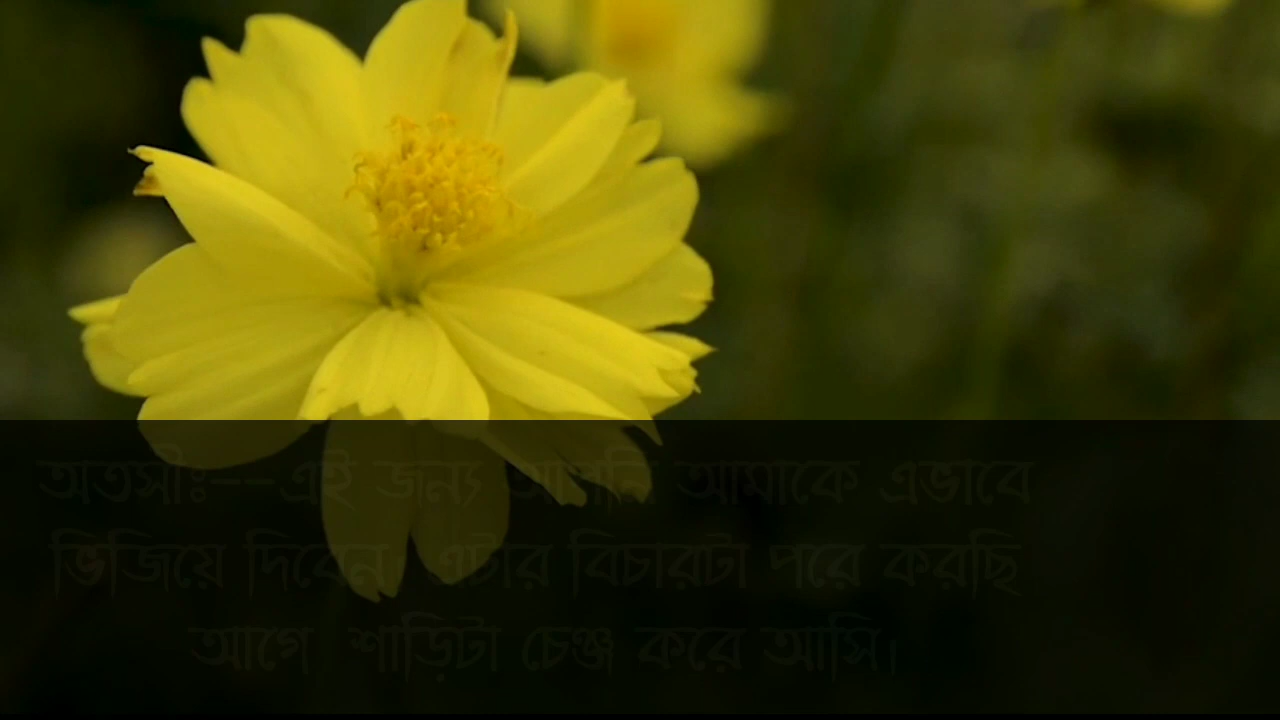 অতসীঃ--এই জন্য আপনি আমাকে এভাবে
ভিজিয়ে দিবেন এটার বিচারটা পরে করছি
আগে শাড়িটা চেঞ্জ করে আসি।